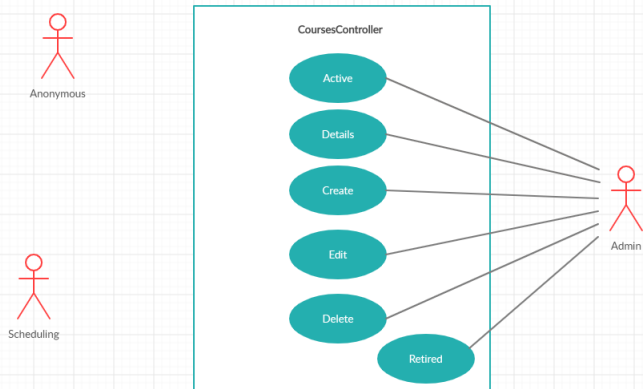 CoursesController
Anonymous
Active
Details
Create
Edit
Delete
Retired
Scheduling
Admin